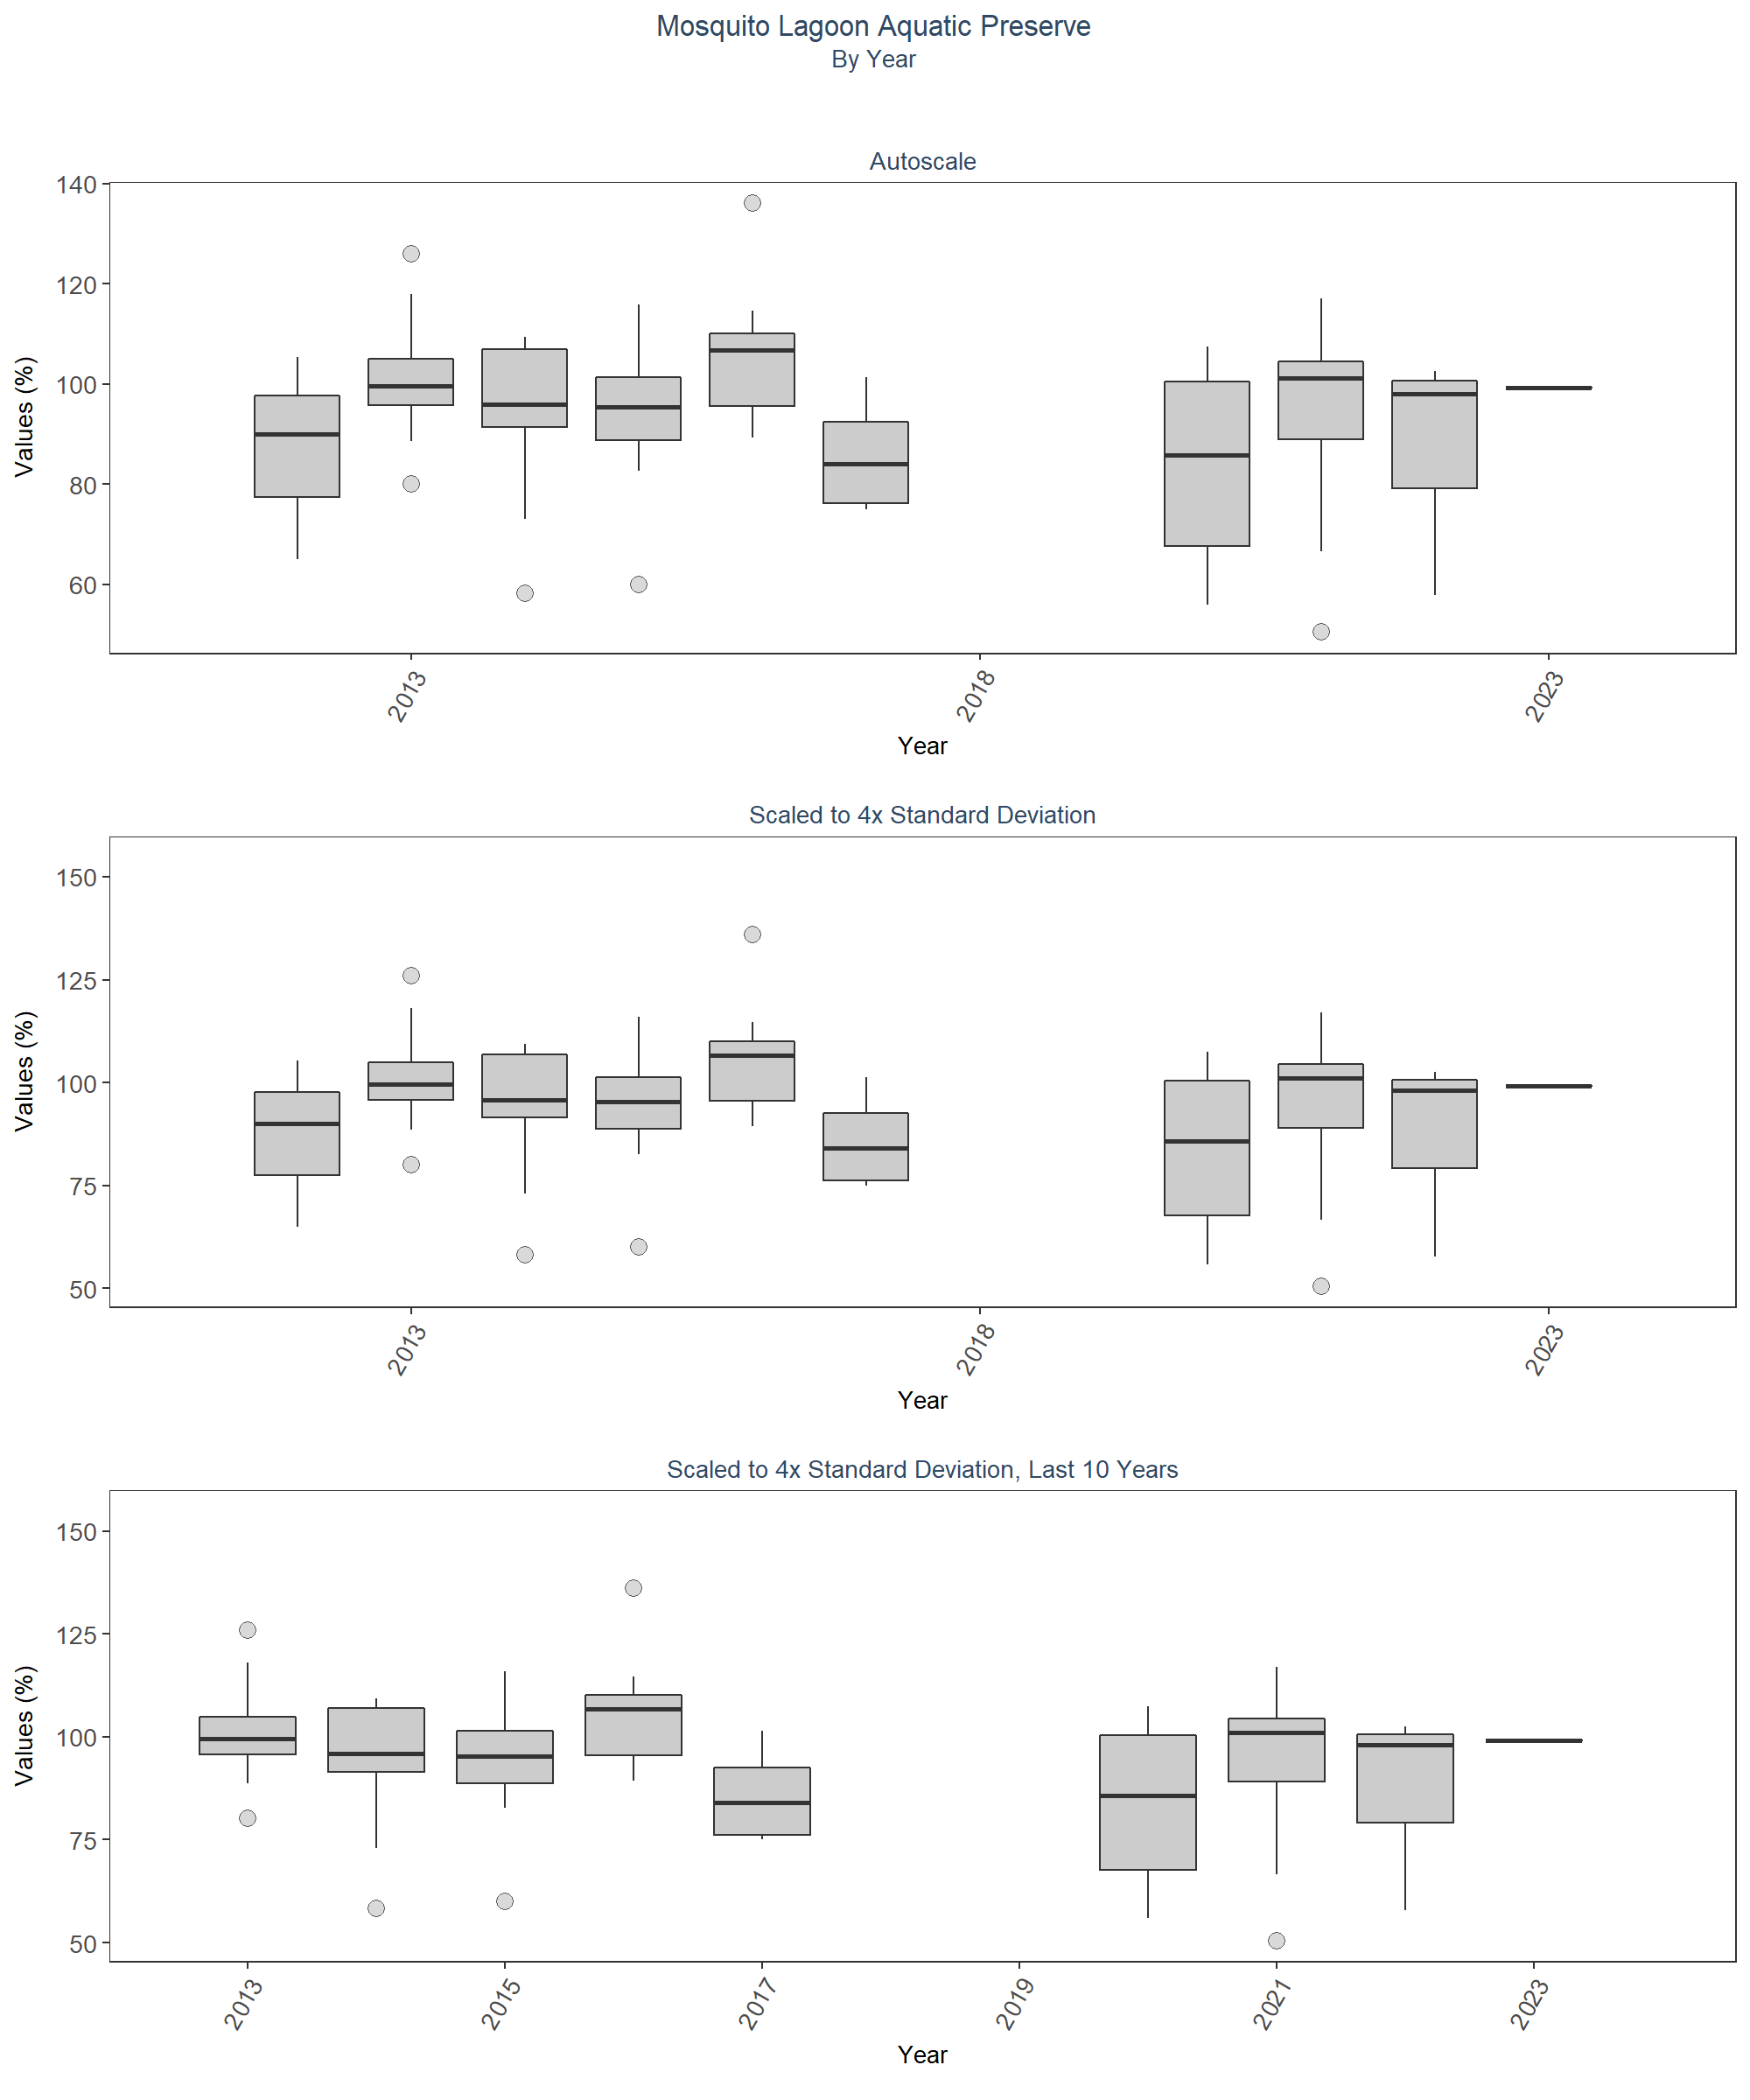 Mosquito Lagoon Aquatic Preserve
By Year
Autoscale
140
120
100
80
60
Values (%)
2013
2018
2023
Year
Scaled to 4x Standard Deviation
150
125
100
75
50
Values (%)
2013
2018
2023
Year
Scaled to 4x Standard Deviation, Last 10 Years
150
125
100
75
50
Values (%)
2013
2015
2017
2019
2021
2023
Year